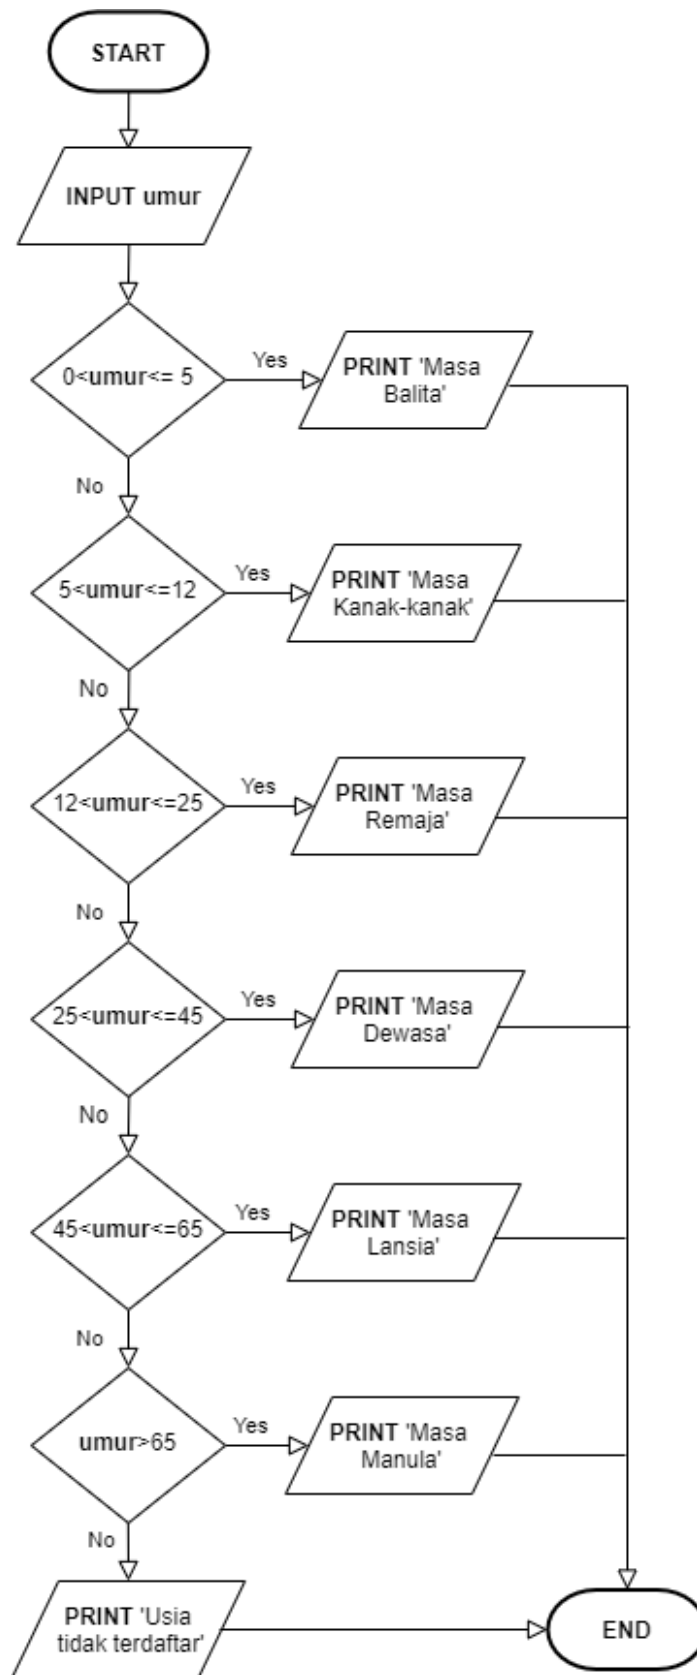 START
INPUT umur
0<umur<= 5
Yes
PRINT 'Masa
Balita'
No
5<umur<=12
Yes
PRINT 'Masa
Kanak-kanak'
No
12<umur<=25
Yes
PRINT 'Masa
Remaja'
No
25<umur<=45
Yes
PRINT 'Masa
Dewasa'
No
45<umur<=65
Yes
PRINT 'Masa
Lansia'
No
umur>65
Yes
PRINT 'Masa
Manula'
No
PRINT 'Usia
tidak terdaftar'
END